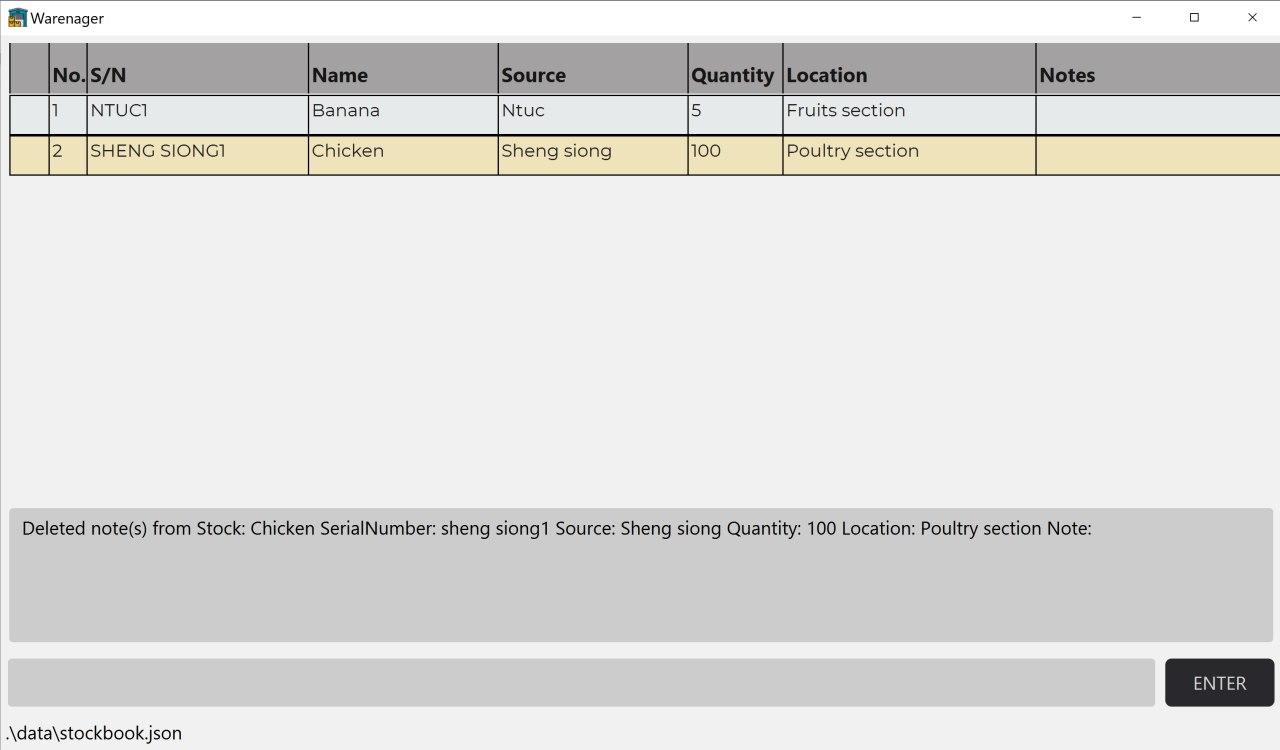 Warenager
No. S/N Name Source Quantity Location Notes
1 NTUC1 Banana Ntuc 5 Fruits section
2 SHENG SIONG1 Chicken Sheng siong 100 Poultry section
Deleted note(s) from Stock: Chicken SerialNumber: sheng siong1 Source: Sheng siong Quantity: 100 Location: Poultry section Note:
ENTER
.\data\stockbook.json